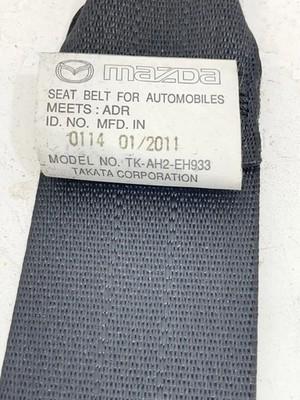 mazda
SEAT BELT FOR AUTOMOBILES
MEETS : ADR
ID. NO. MFD. IN
0114 01/2011
MODEL NO. TK-AH2-EH933
TAKATA CORPORATION